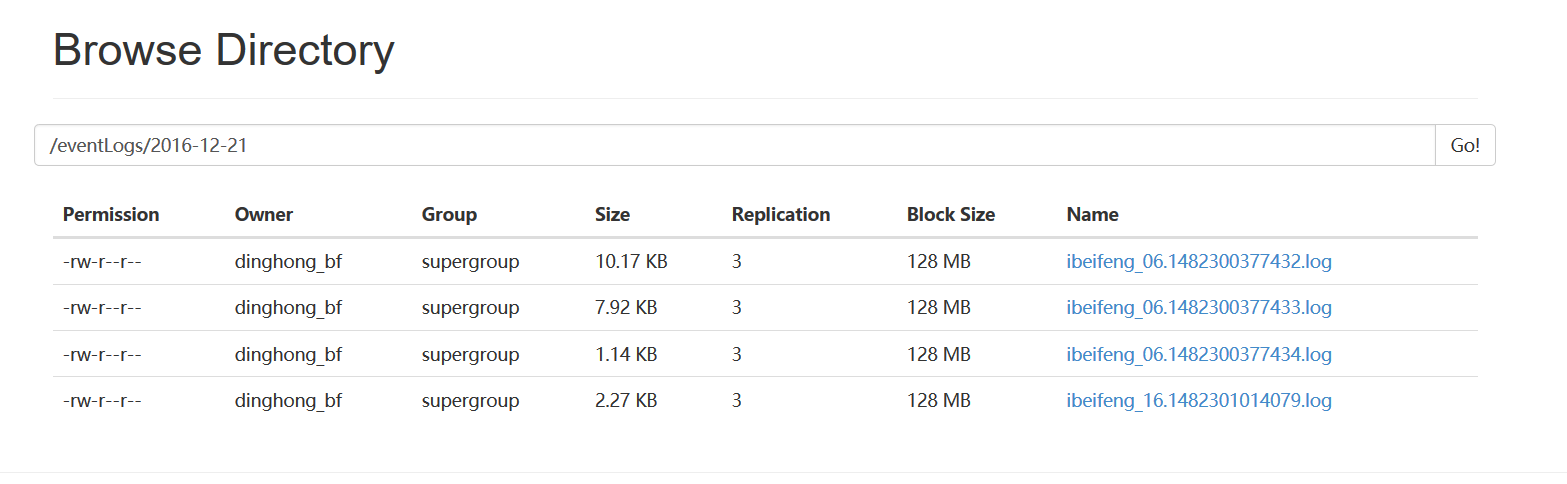 Browse Directory
/eventLogs/2016-12-21 Go!
Permission Owner Group Size Replication Block Size Name
-rw-r--r-- dinghong_bf supergroup 10.17 KB 3 128 MB ibeifeng_06.1482300377432.log
-rw-r--r-- dinghong_bf supergroup 7.92 KB 3 128 MB ibeifeng_06.1482300377433.log
-rw-r--r-- dinghong_bf supergroup 1.14 KB 3 128 MB ibeifeng_06.1482300377434.log
-rw-r--r-- dinghong_bf supergroup 2.27 KB 3 128 MB ibeifeng_16.1482301014079.log